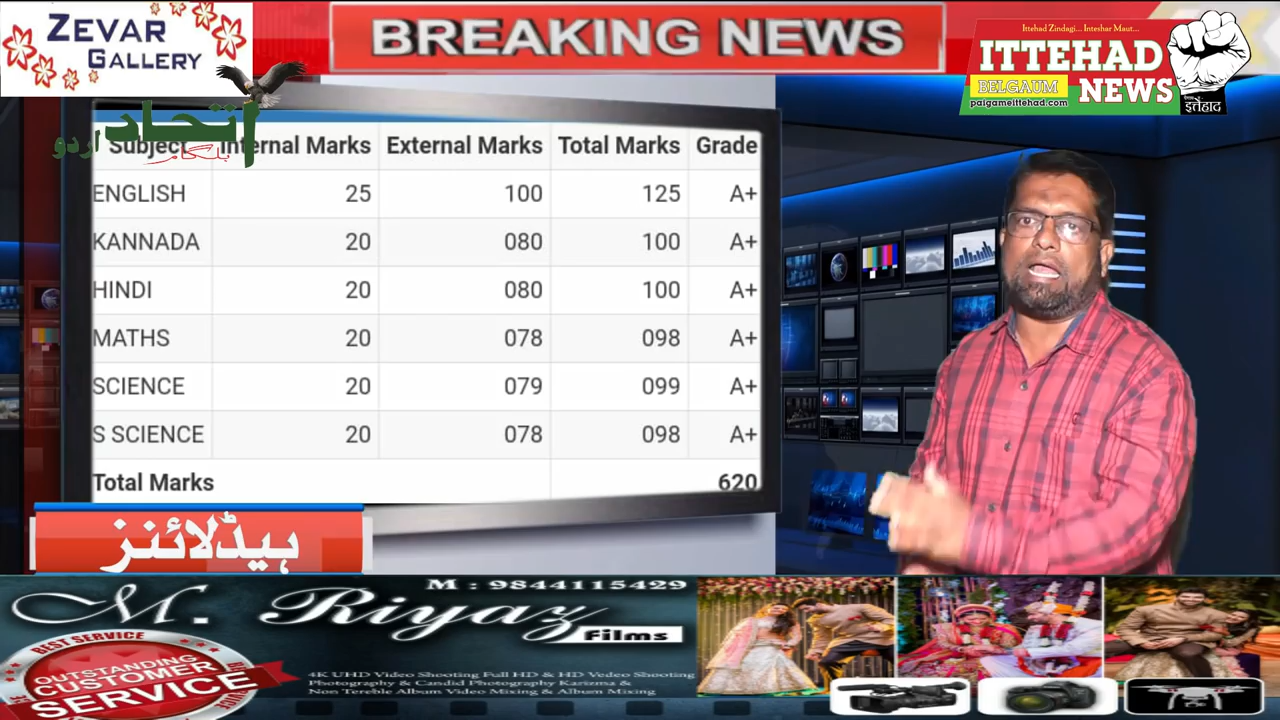 ZEVAR
GALLERY
BREAKING NEWS
Ittehad Zindagi... Inteshar Maut...
ITTEHAD
BELGAUM
NEWS
paigameittehad.com
इत्तेहाद
اتحاد
اردو
بلگام
Internal Marks External Marks Total Marks Grade
ENGLISH 25 100 125 A+
KANNADA 20 080 100 A+
HINDI 20 080 100 A+
MATHS 20 078 098 A+
SCIENCE 20 079 099 A+
S SCIENCE 20 078 098 A+
Total Marks 620
ہیڈلائنز
M : 9844115429
M. Riyaz
Films
BEST SERVICE
OUTSTANDING
CUSTOMER
SERVICE
4K UHD Video Shooting Full HD & HD Vedeo Shooting
Photography & Candid Photography Karizma &
Non Tereble Album Video Mixing & Album Mixing